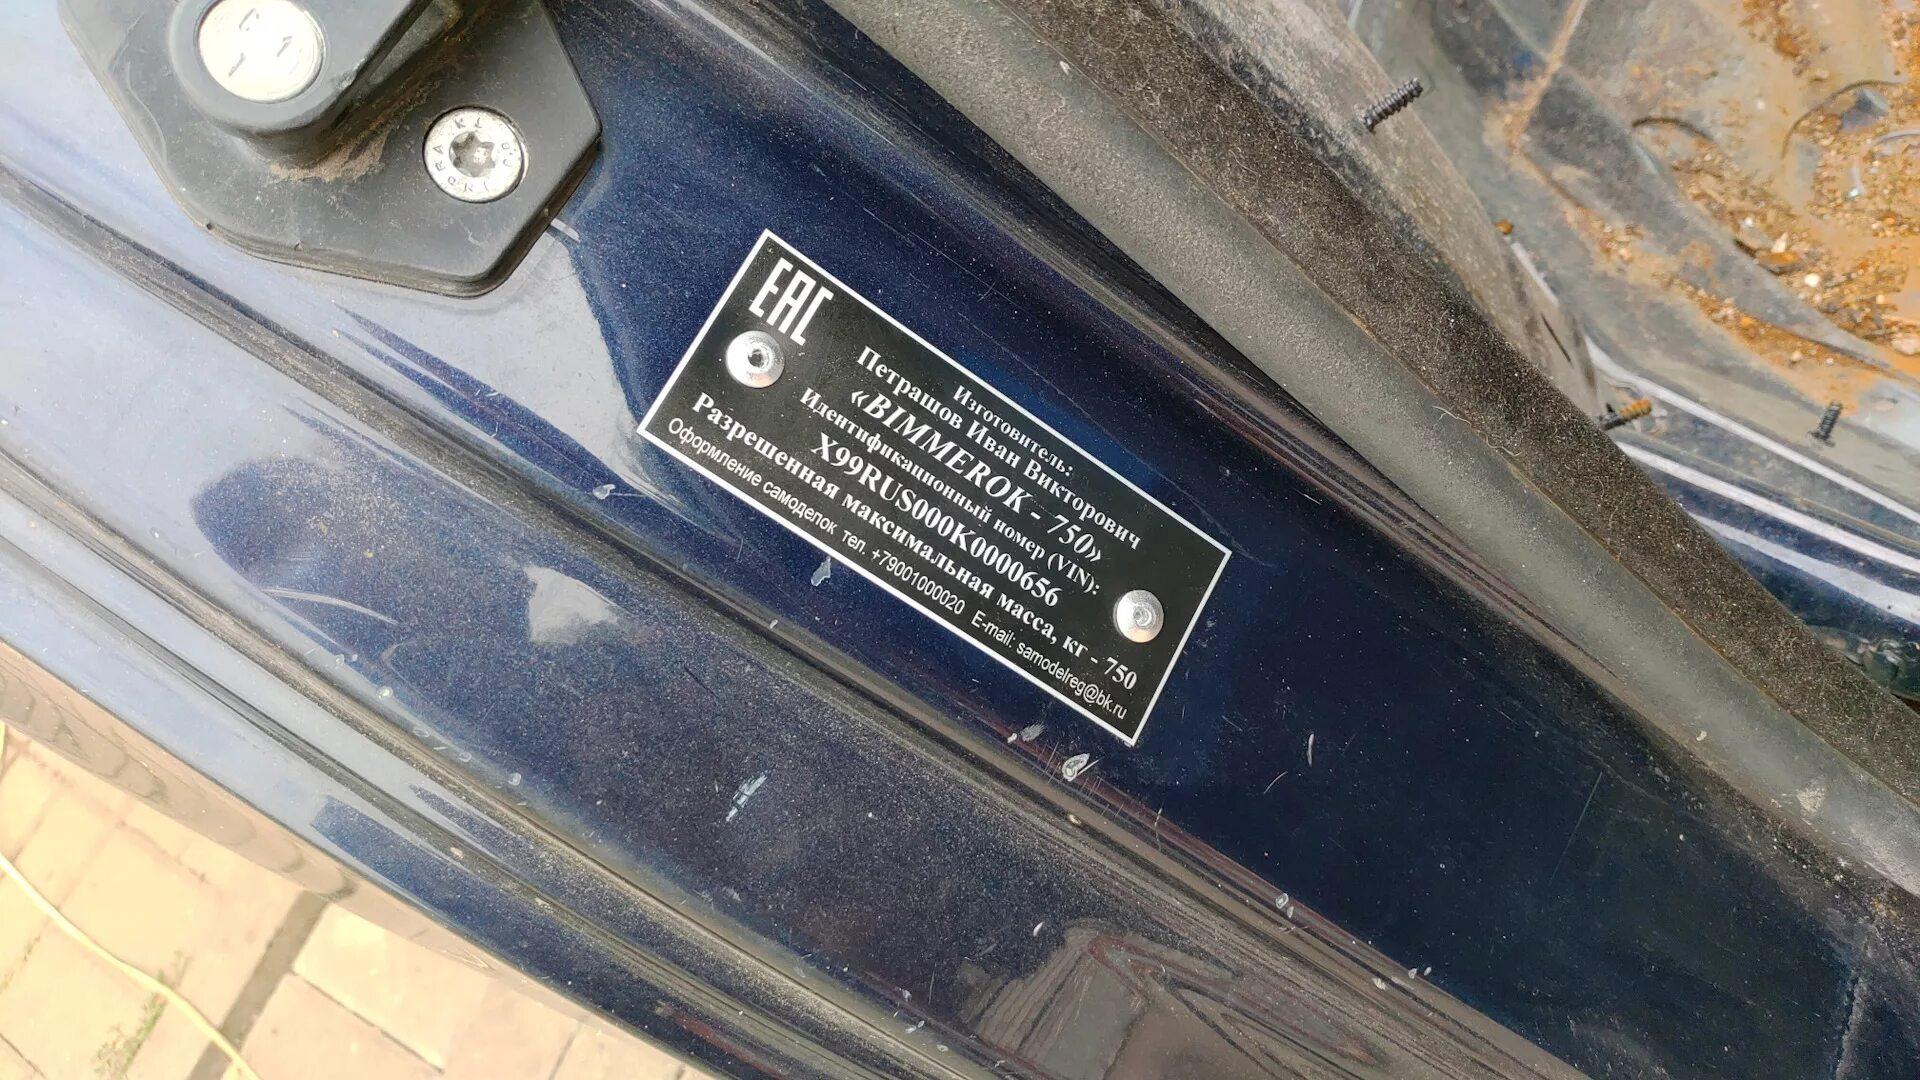 EAC
Изготовитель:
Петрашов Иван Викторович
«BIMMEROK - 750»
Идентификационный номер (VIN):
X99RUS000K0000656
Разрешенная максимальная масса, кг - 750
Оформление самоделок тел. +79001000020 E-mail: samodelreg@bk.ru